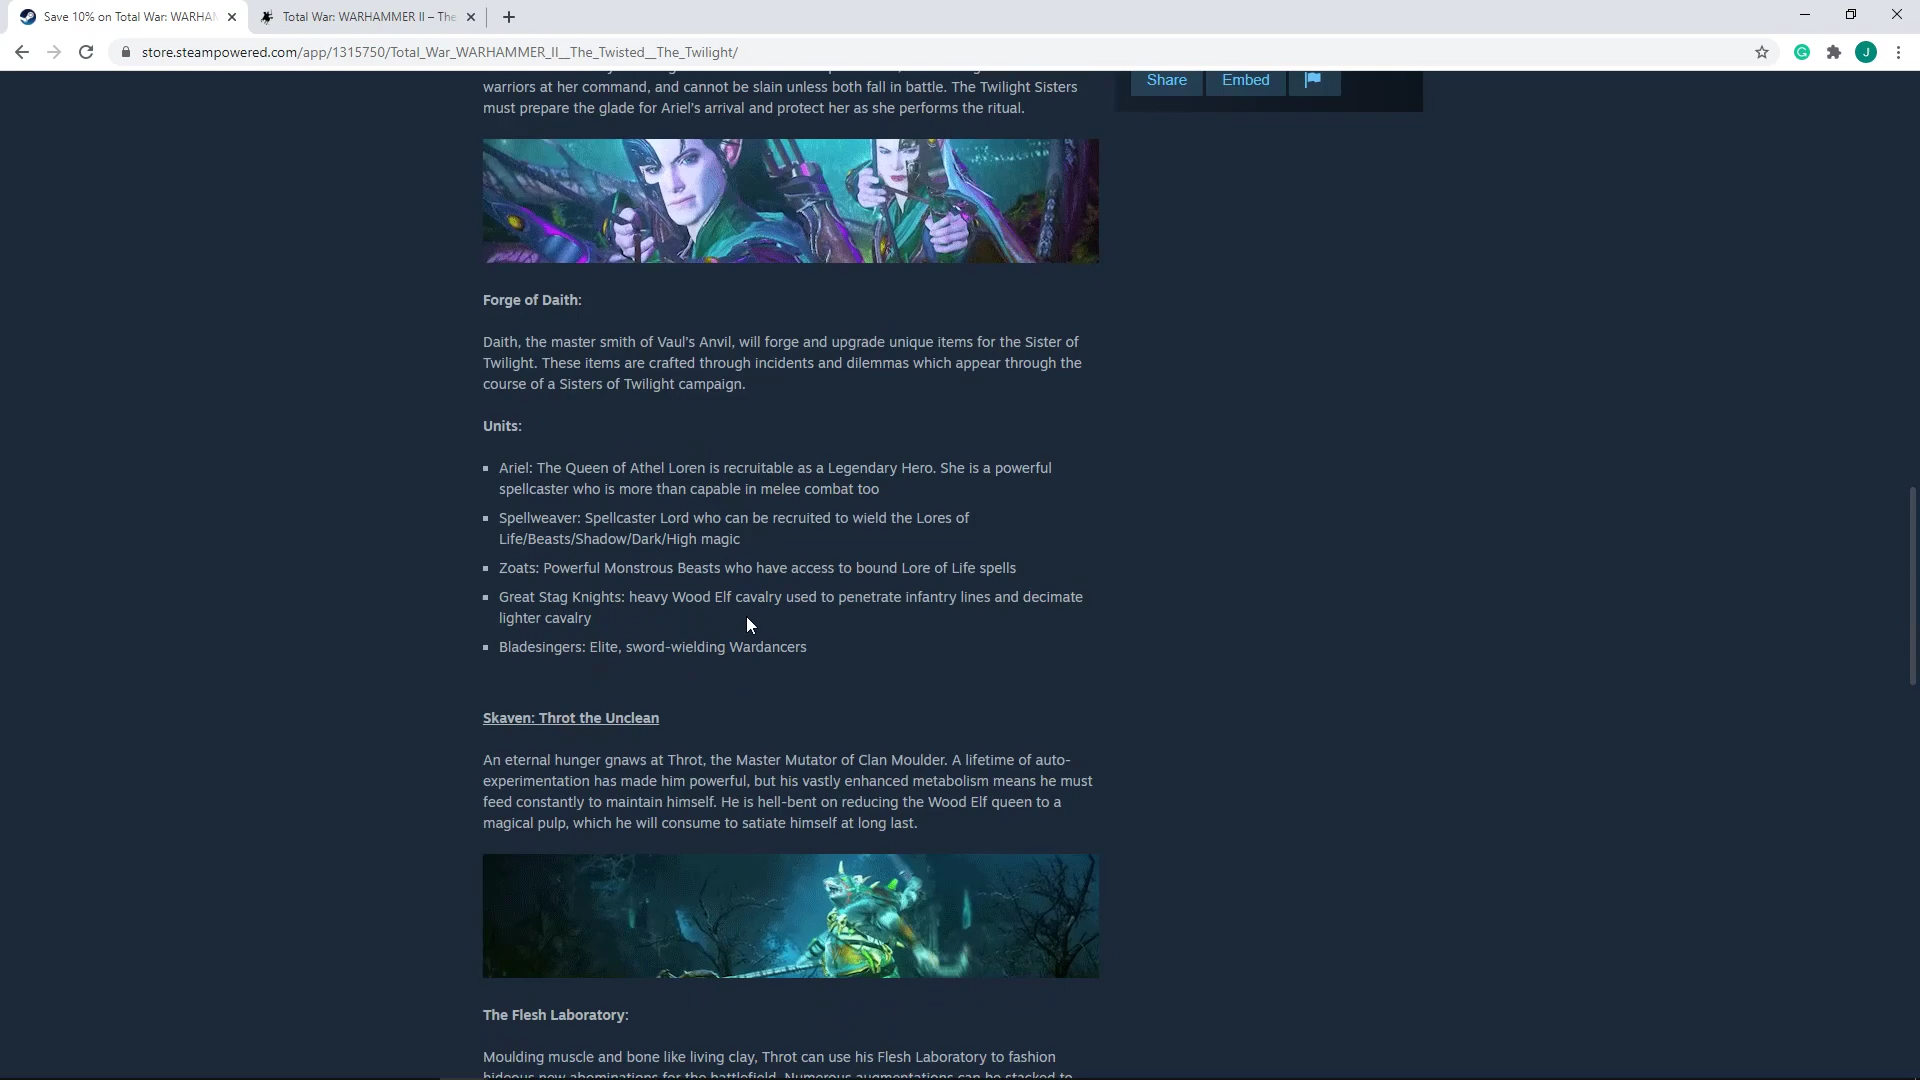 Save 10% on Total War: WARHAM
Total War: WARHAMMER II – The
store.steampowered.com/app/1315750/Total_War_WARHAMMER_II__The_Twisted__The_Twilight/
J
warriors at her command, and cannot be slain unless both fall in battle. The Twilight Sisters
must prepare the glade for Ariel's arrival and protect her as she performs the ritual.
Share Embed
Forge of Daith:
Daith, the master smith of Vaul's Anvil, will forge and upgrade unique items for the Sister of
Twilight. These items are crafted through incidents and dilemmas which appear through the
course of a Sisters of Twilight campaign.
Units:
Ariel: The Queen of Athel Loren is recruitable as a Legendary Hero. She is a powerful
spellcaster who is more than capable in melee combat too
Spellweaver: Spellcaster Lord who can be recruited to wield the Lores of
Life/Beasts/Shadow/Dark/High magic
Zoats: Powerful Monstrous Beasts who have access to bound Lore of Life spells
Great Stag Knights: heavy Wood Elf cavalry used to penetrate infantry lines and decimate
lighter cavalry
Bladesingers: Elite, sword-wielding Wardancers
Skaven: Throt the Unclean
An eternal hunger gnaws at Throt, the Master Mutator of Clan Moulder. A lifetime of auto-
experimentation has made him powerful, but his vastly enhanced metabolism means he must
feed constantly to maintain himself. He is hell-bent on reducing the Wood Elf queen to a
magical pulp, which he will consume to satiate himself at long last.
The Flesh Laboratory:
Moulding muscle and bone like living clay, Throt can use his Flesh Laboratory to fashion
hideous new abominations for the battlefield. Numerous augmentations can be stacked to